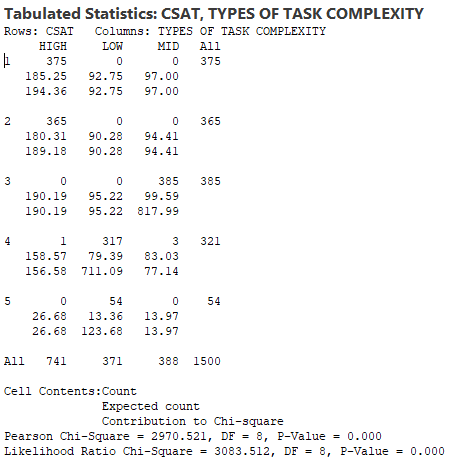 Tabulated Statistics: CSAT, TYPES OF TASK COMPLEXITY
Rows: CSAT   Columns: TYPES OF TASK COMPLEXITY
HIGH LOW MID All
1 375 0 0 375
185.25 92.75 97.00
194.36 92.75 97.00
2 365 0 0 365
180.31 90.28 94.41
189.18 90.28 94.41
3 0 0 385 385
190.19 95.22 99.59
190.19 95.22 817.99
4 1 317 3 321
158.57 79.39 83.03
156.58 711.09 77.14
5 0 54 0 54
26.68 13.36 13.97
26.68 123.68 13.97
All 741 371 388 1500
Cell Contents:Count
Expected count
Contribution to Chi-square
Pearson Chi-Square = 2970.521, DF = 8, P-Value = 0.000
Likelihood Ratio Chi-Square = 3083.512, DF = 8, P-Value = 0.000